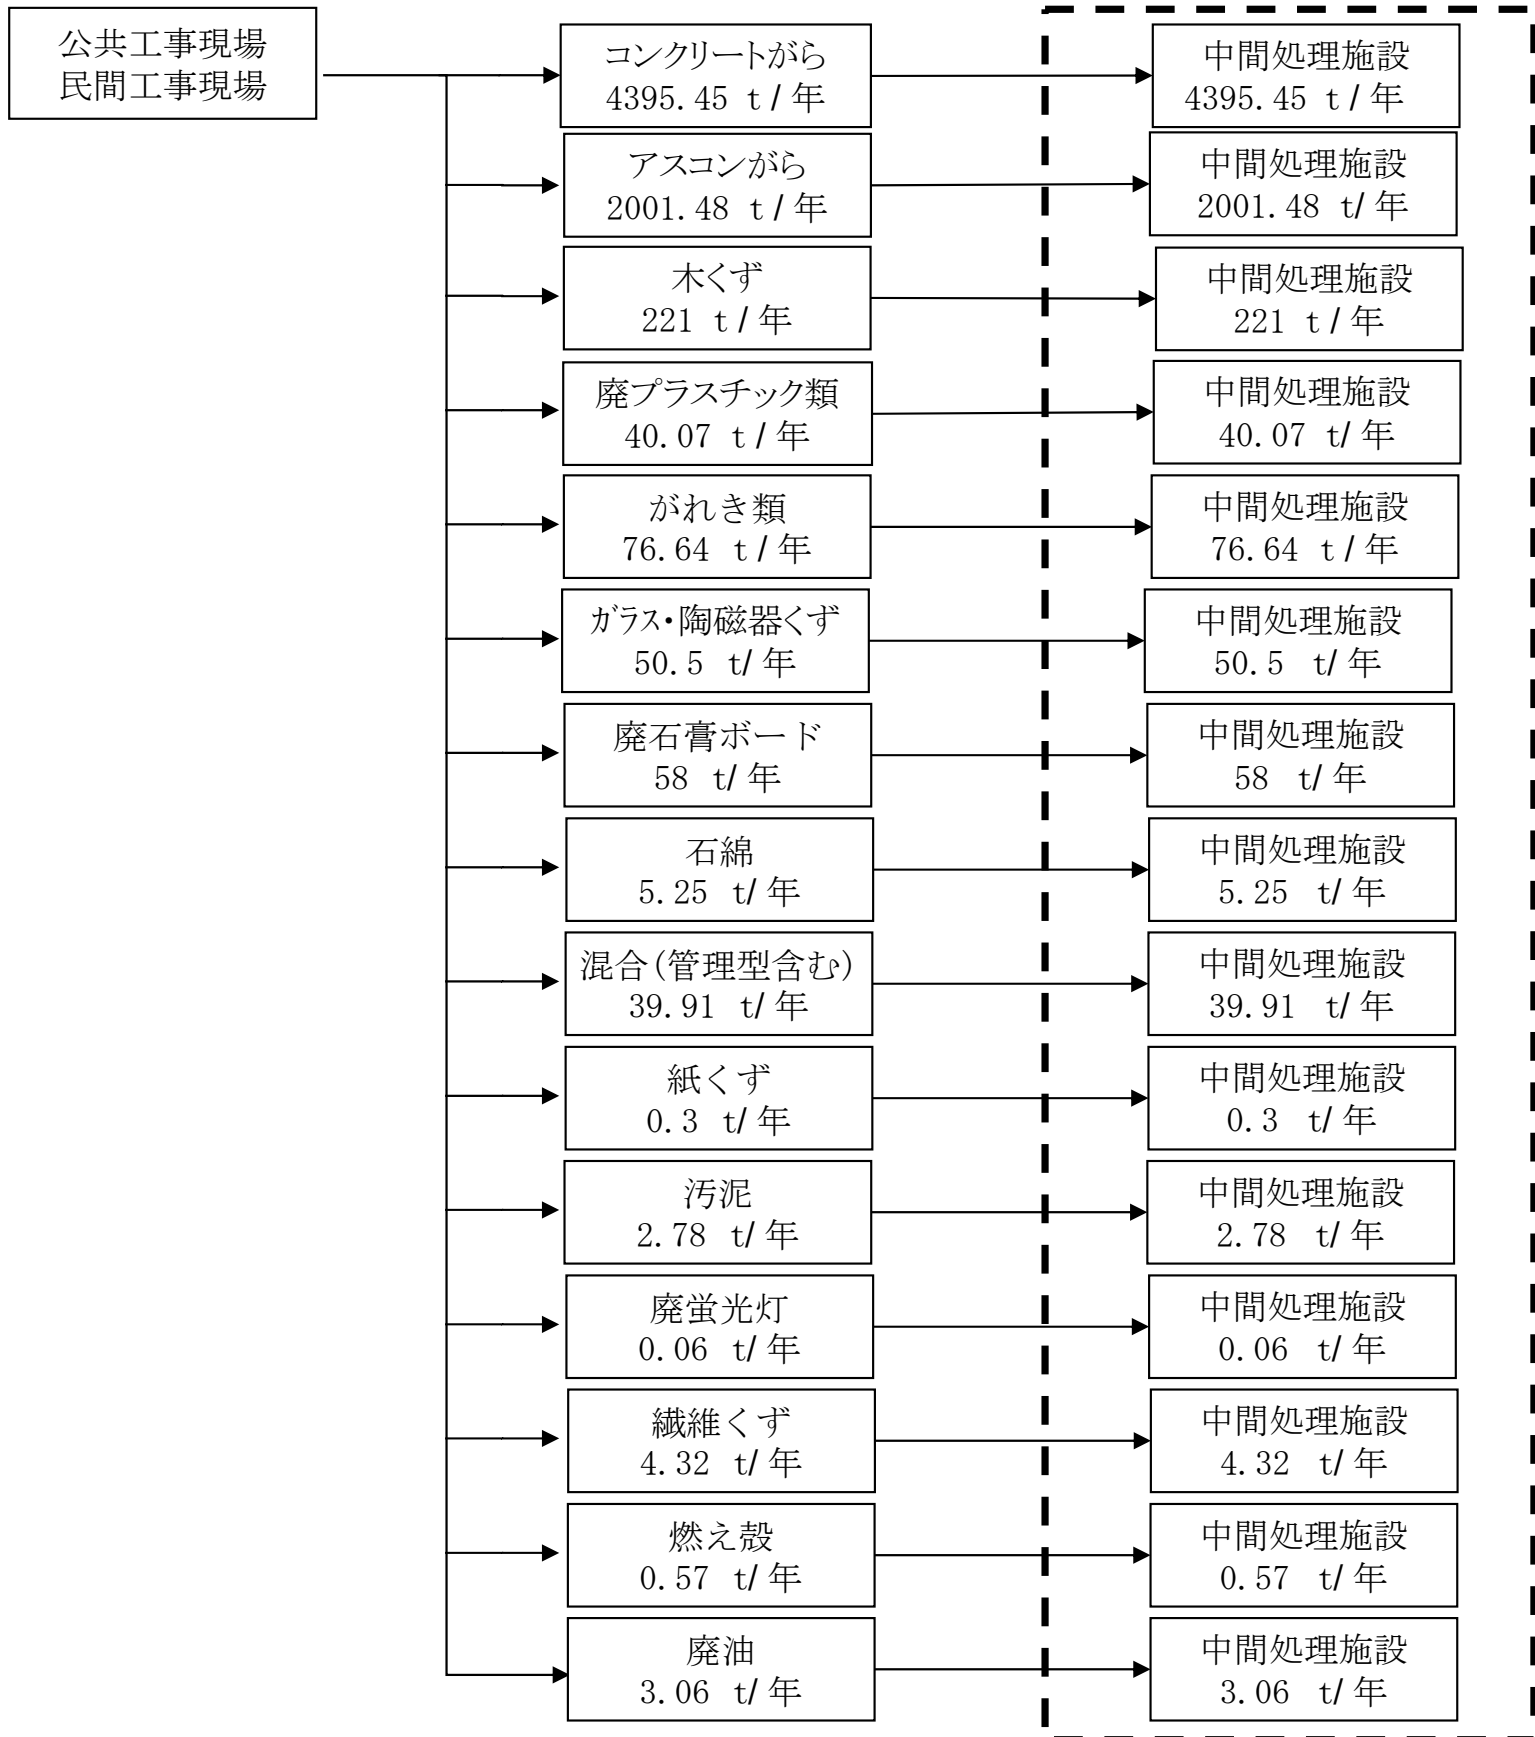 公共工事現場
民間工事現場
コンクリートがら
4395.45 t/年
中間処理施設
4395.45 t/年
アスコンがら
2001.48 t/年
中間処理施設
2001.48 t/年
木くず
221 t/年
中間処理施設
221 t/年
廃プラスチック類
40.07 t/年
中間処理施設
40.07 t/年
がれき類
76.64 t/年
中間処理施設
76.64 t/年
ガラス・陶磁器くず
50.5 t/年
中間処理施設
50.5 t/年
廃石膏ボード
58 t/年
中間処理施設
58 t/年
石綿
5.25 t/年
中間処理施設
5.25 t/年
混合(管理型含む)
39.91 t/年
中間処理施設
39.91 t/年
紙くず
0.3 t/年
中間処理施設
0.3 t/年
汚泥
2.78 t/年
中間処理施設
2.78 t/年
廃蛍光灯
0.06 t/年
中間処理施設
0.06 t/年
繊維くず
4.32 t/年
中間処理施設
4.32 t/年
燃え殻
0.57 t/年
中間処理施設
0.57 t/年
廃油
3.06 t/年
中間処理施設
3.06 t/年